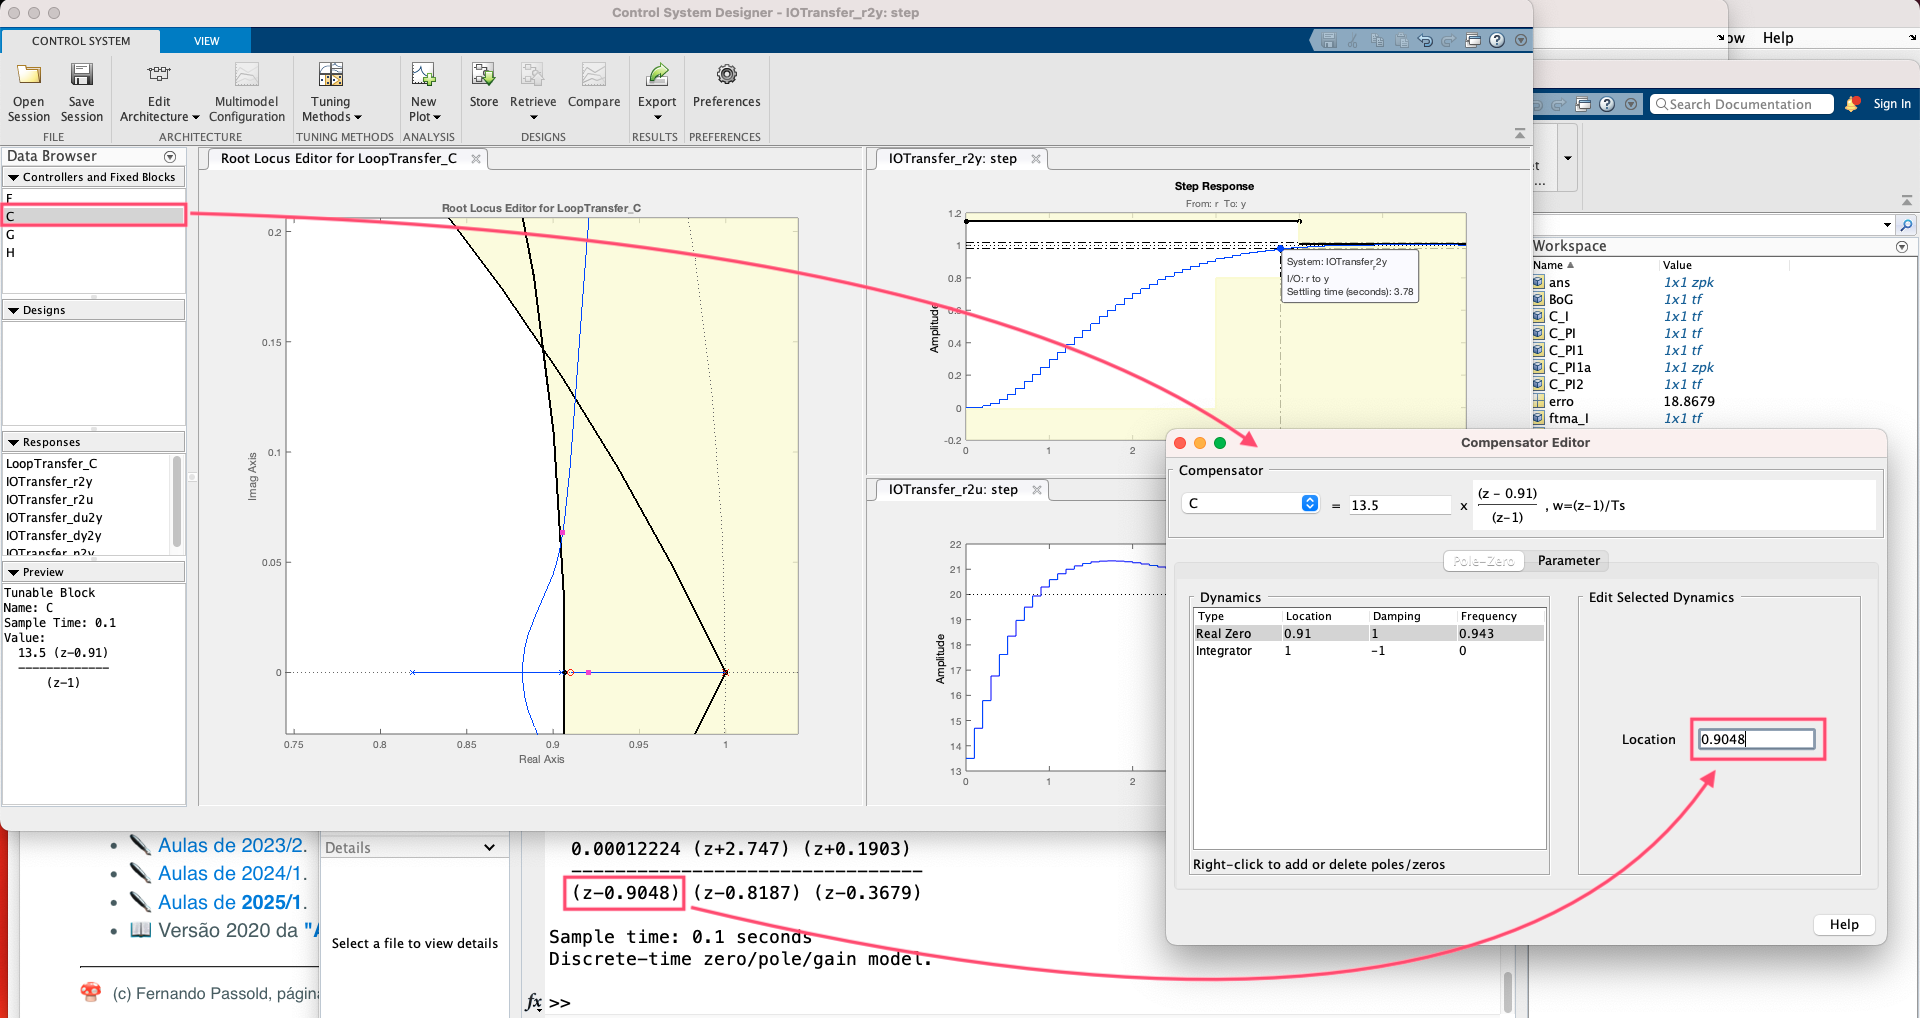 Control System Designer - IOTransfer_r2y: step
CONTROL SYSTEM
VIEW
ow Help
Open Session
Save Session
Edit Architecture
Multimodel Configuration
Tuning Methods
New Plot
Store
Retrieve
Compare
Export
Preferences
FILE
ARCHITECTURE
TUNING METHODS
ANALYSIS
DESIGNS
RESULTS
PREFERENCES
Search Documentation
Sign In
et
...
Data Browser
Controllers and Fixed Blocks
F
C
G
H
Designs
Responses
LoopTransfer_C
IOTransfer_r2y
IOTransfer_r2u
IOTransfer_du2y
IOTransfer_dy2y
IOTransfer_n2y
Preview
Tunable Block
Name: C
Sample Time: 0.1
Value:
13.5 (z-0.91)
-------------
(z-1)
Root Locus Editor for LoopTransfer_C
Root Locus Editor for LoopTransfer_C
0.2
0.15
0.1
0.05
0
Imag Axis
0.75 0.8 0.85 0.9 0.95 1
Real Axis
IOTransfer_r2y: step
Step Response
From: r To: y
1.2
1
0.8
0.6
0.4
0.2
0
-0.2
Amplitude
0 1 2
System: IOTransfer_r2y
I/O: r to y
Settling time (seconds): 3.78
IOTransfer_r2u: step
22
21
20
19
18
17
16
15
14
13
Amplitude
0 1 2
Workspace
Name Value
ans 1x1 zpk
BoG 1x1 tf
C_I 1x1 tf
C_PI 1x1 tf
C_PI1 1x1 tf
C_PI1a 1x1 zpk
C_PI2 1x1 tf
erro 18.8679
ftma_I 1x1 tf
Compensator Editor
Compensator
C = 13.5 x (z - 0.91)
(z-1)
, w=(z-1)/Ts
Pole-Zero
Parameter
Dynamics
Type Location Damping Frequency
Real Zero 0.91 1 0.943
Integrator 1 -1 0
Right-click to add or delete poles/zeros
Edit Selected Dynamics
Location 0.9048
Help
Aulas de 2023/2.
Aulas de 2024/1.
Aulas de 2025/1.
Versão 2020 da
(c) Fernando Passold,
Details
Select a file to view details
0.00012224 (z+2.747) (z+0.1903)
--------------------------------
(z-0.9048) (z-0.8187) (z-0.3679)
Sample time: 0.1 seconds
Discrete-time zero/pole/gain model.
fx >>